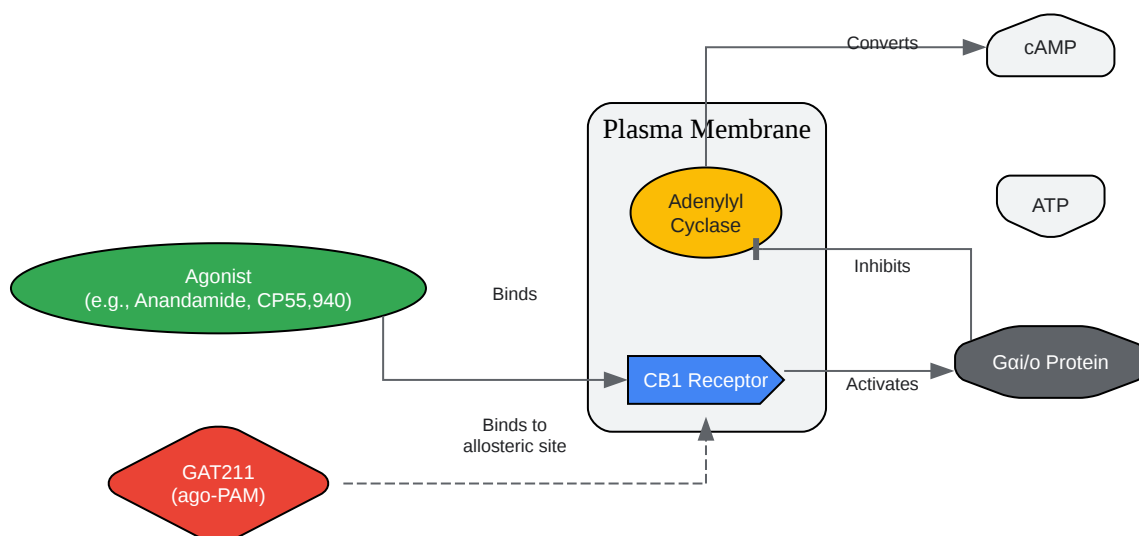 Converts
cAMP
Plasma Membrane
Adenylyl
Cyclase
ATP
Inhibits
Agonist
(e.g., Anandamide, CP55,940)
Binds
CB1 Receptor
Activates
Gαi/o Protein
Binds to
allosteric site
GAT211
(ago-PAM)